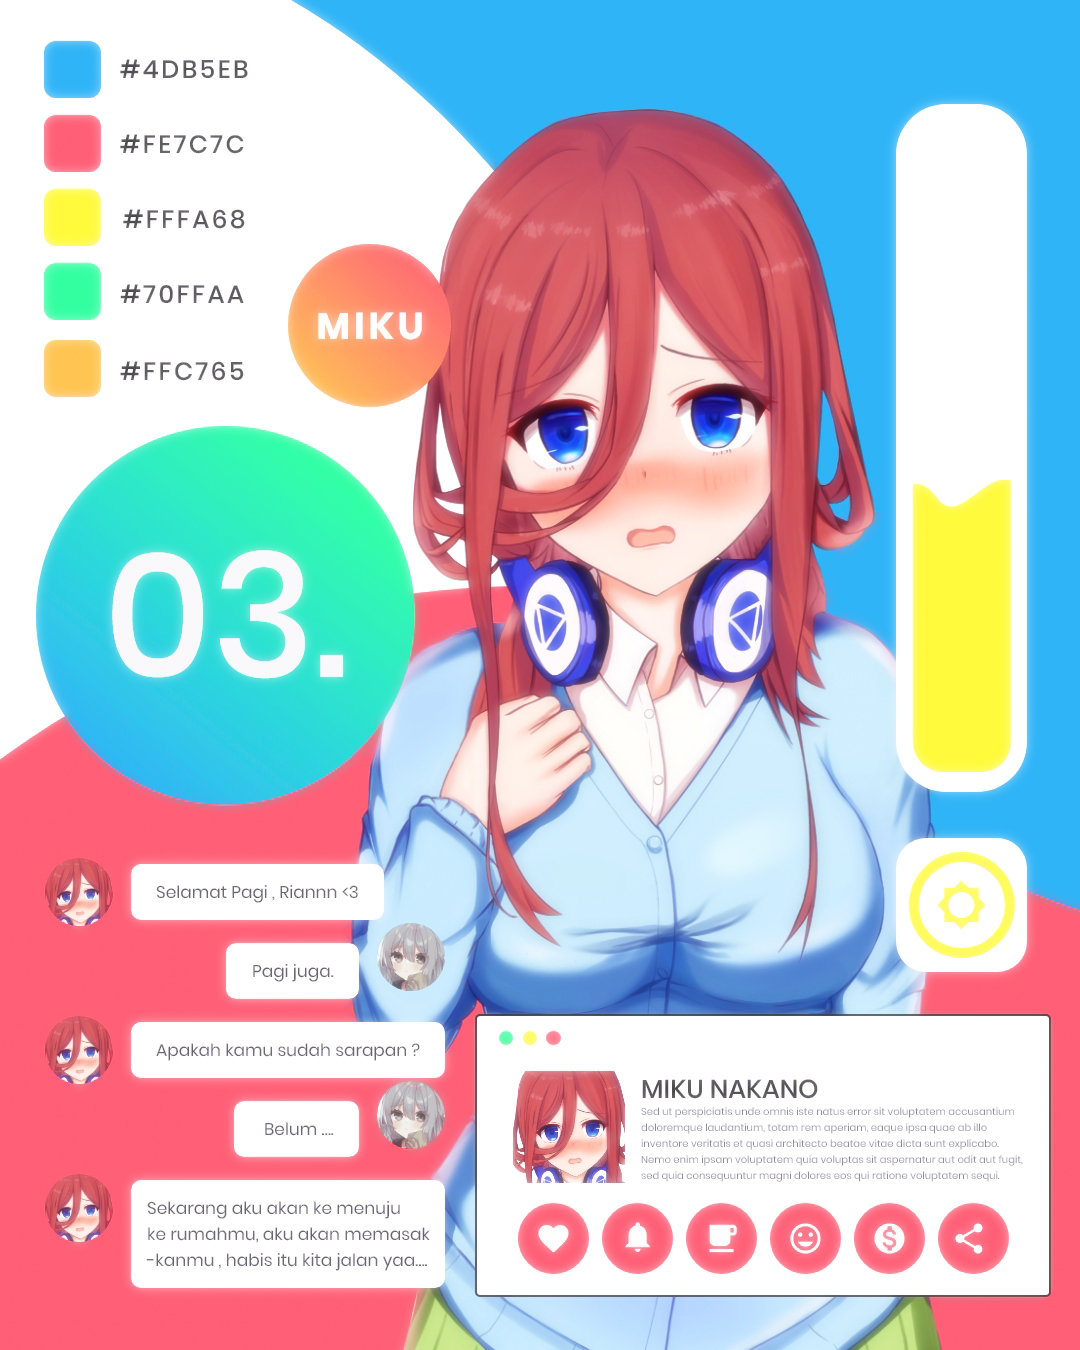 #4DB5EB
#FE7C7C
#FFFA68
#70FFAA
#FFC765
MIKU
03.
Selamat Pagi , Riannn <3
Pagi juga.
Apakah kamu sudah sarapan ?
Belum ....
Sekarang aku akan ke menuju
ke rumahmu, aku akan memasak
-kanmu , habis itu kita jalan yaa....
MIKU NAKANO
Sed ut perspiciatis unde omnis iste natus error sit voluptatem accusantium
doloremque laudantium, totam rem aperiam, eaque ipsa quae ab illo
inventore veritatis et quasi architecto beatae vitae dicta sunt explicabo.
Nemo enim ipsam voluptatem quia voluptas sit aspernatur aut odit aut fugit,
sed quia consequuntur magni dolores eos qui ratione voluptatem sequi.